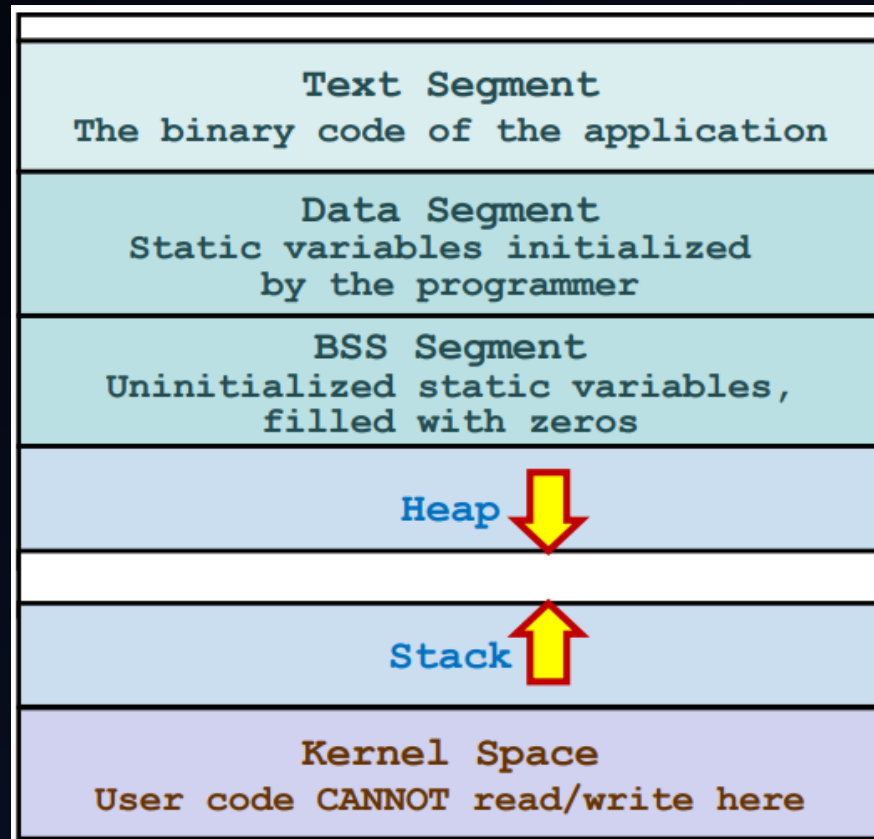 Text Segment
The binary code of the application
Data Segment
Static variables initialized
by the programmer
BSS Segment
Uninitialized static variables,
filled with zeros
Heap
Stack
Kernel Space
User code CANNOT read/write here